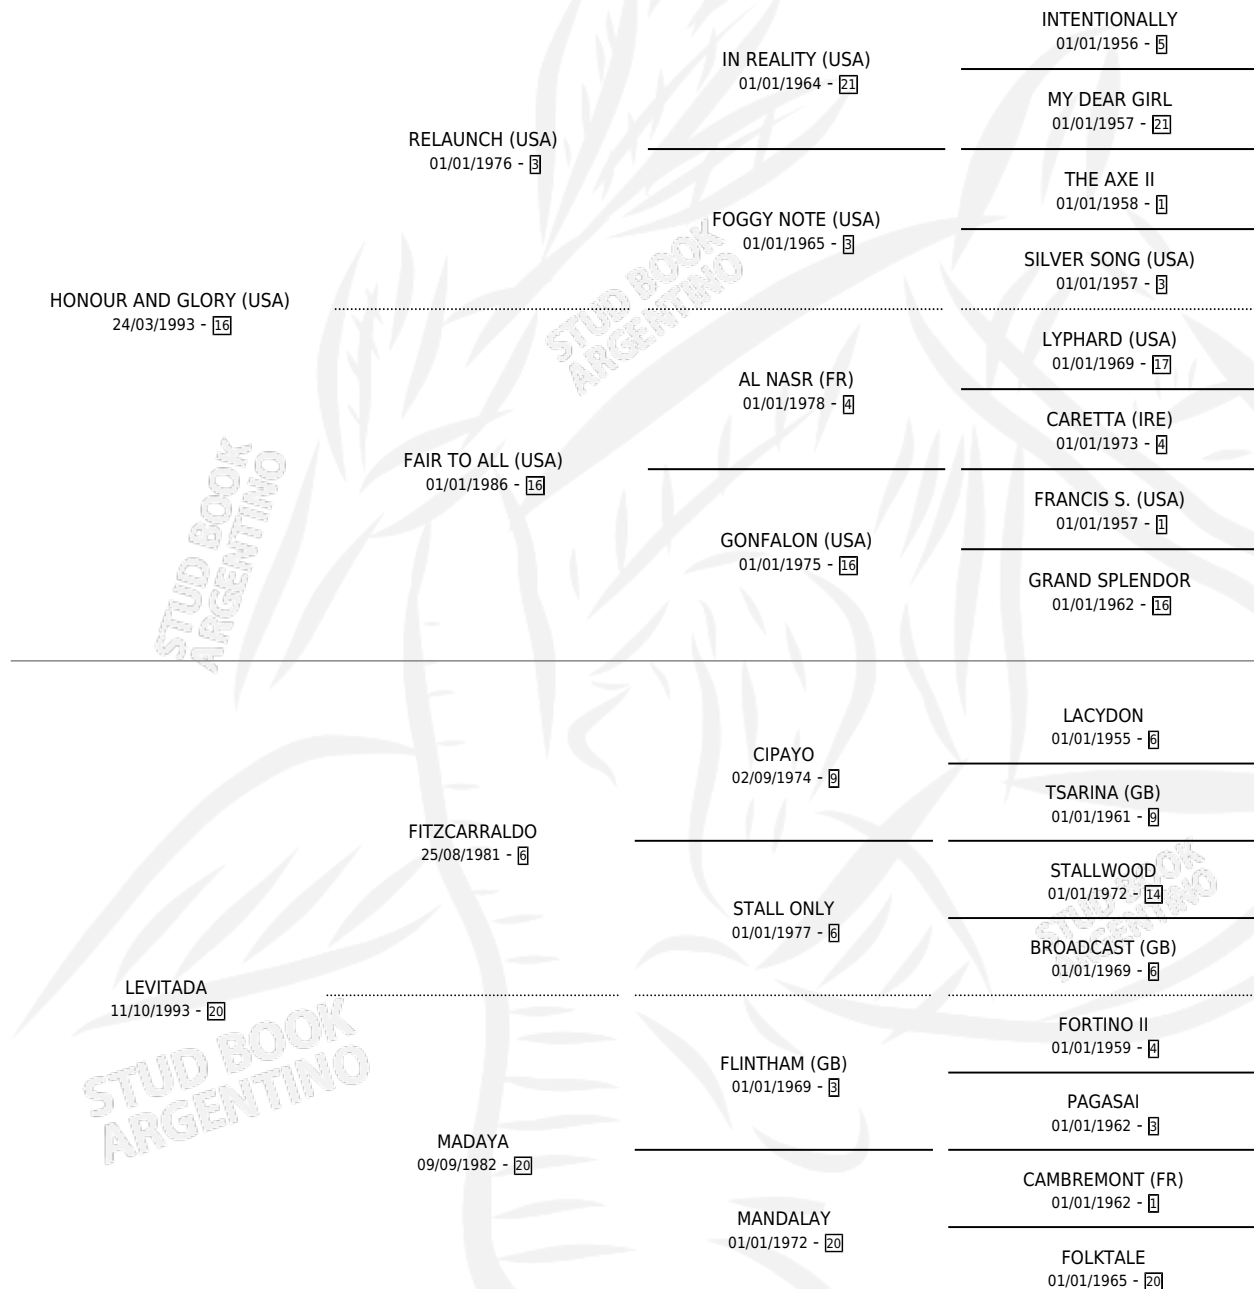 INTENTIONALLY
01/01/1956 - 5
IN REALITY (USA)
01/01/1964 - 21
MY DEAR GIRL
01/01/1957 - 21
RELAUNCH (USA)
01/01/1976 - 3
THE AXE II
01/01/1958 - 1
FOGGY NOTE (USA)
01/01/1965 - 3
SILVER SONG (USA)
01/01/1957 - 3
HONOUR AND GLORY (USA)
24/03/1993 - 16
STUD BOOK
ARGENTINO
LYPHARD (USA)
01/01/1969 - 17
AL NASR (FR)
01/01/1978 - 4
CARETTA (IRE)
01/01/1973 - 4
FAIR TO ALL (USA)
01/01/1986 - 16
FRANCIS S. (USA)
01/01/1957 - 1
GONFALON (USA)
01/01/1975 - 16
GRAND SPLENDOR
01/01/1962 - 16
STUD BOOK
ARGENTINO
LACYDON
01/01/1955 - 6
CIPAYO
02/09/1974 - 9
TSARINA (GB)
01/01/1961 - 9
FITZCARRALDO
25/08/1981 - 6
STALLWOOD
01/01/1972 - 14
STALL ONLY
01/01/1977 - 6
BROADCAST (GB)
01/01/1969 - 6
STUD BOOK
ARGENTINO
LEVITADA
11/10/1993 - 20
FORTINO II
01/01/1959 - 4
FLINTHAM (GB)
01/01/1969 - 3
PAGASAI
01/01/1962 - 3
STUD BOOK
ARGENTINO
MADAYA
09/09/1982 - 20
CAMBREMONT (FR)
01/01/1962 - 1
MANDALAY
01/01/1972 - 20
FOLKTALE
01/01/1965 - 20